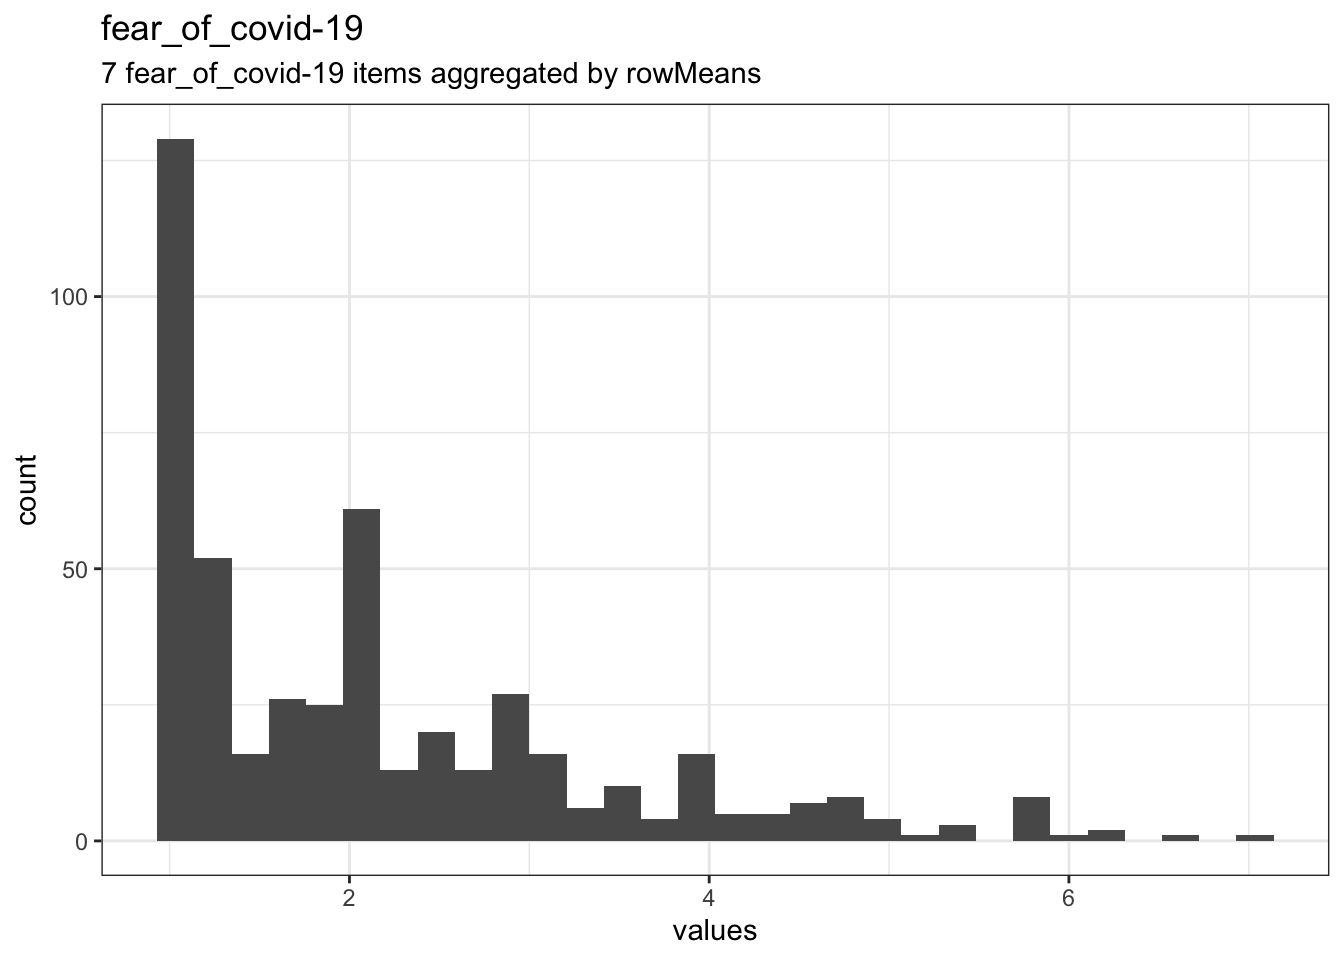 fear_of_covid-19
7 fear_of_covid-19 items aggregated by rowMeans
100
50
0
count
2 4 6
values